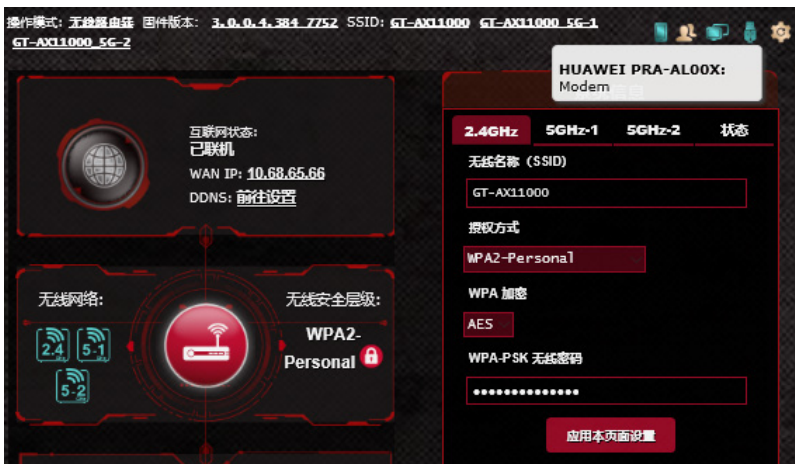 操作模式: 无线路由器 固件版本: 3.0.0.4.384_7752 SSID: GT-AX11000 GT-AX11000_5G-1
GT-AX11000_5G-2
HUAWEI PRA-AL00X:
Modem
互联网状态:
已联机
WAN IP: 10.68.65.66
DDNS: 前往设置
无线网络:
2.4
5-1
5-2
无线安全层级:
WPA2-
Personal
2.4GHz 5GHz-1 5GHz-2 状态
无线名称 (SSID)
GT-AX11000
授权方式
WPA2-Personal
WPA 加密
AES
WPA-PSK 无线密码
••••••••••••••
应用本页面设置